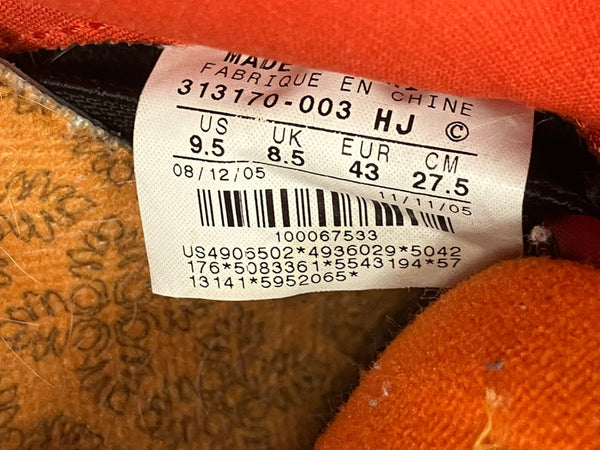 MADE
FABRIQUE EN CHINE
313170-003 HJ ©
US UK EUR CM
9.5 8.5 43 27.5
08/12/05 11/11/05
100067533
US4906502*4936029*5042
176*5083361*5543194*57
13141*5952065*